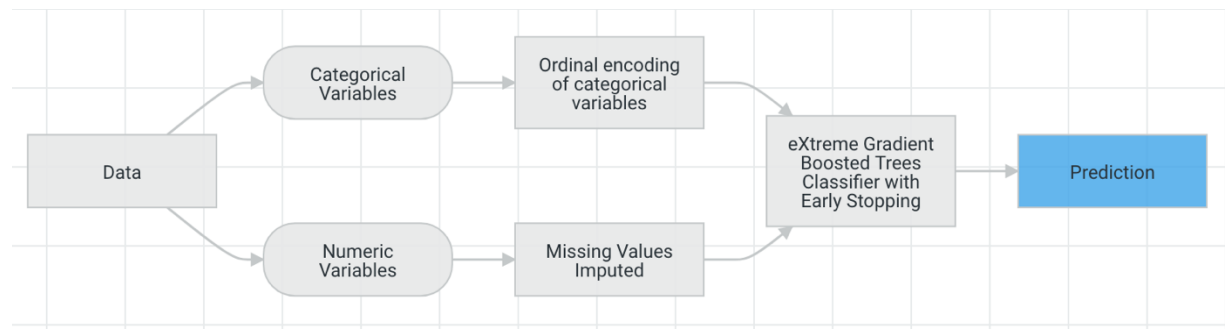 Data
Categorical
Variables
Ordinal encoding
of categorical
variables
Numeric
Variables
Missing Values
Imputed
eXtreme Gradient
Boosted Trees
Classifier with
Early Stopping
Prediction